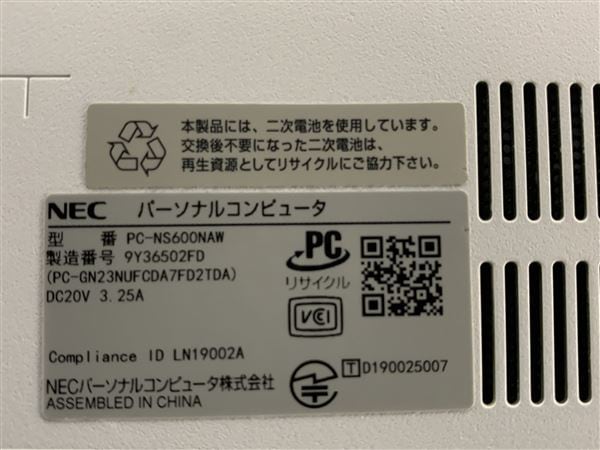 本製品には、二次電池を使用しています。
交換後不要になった二次電池は、
再生資源としてリサイクルにご協力下さい。
NEC パーソナルコンピュータ
型 番 PC-NS600NAW
製造番号 9Y36502FD
(PC-GN23NUFCDA7FD2TDA)
DC20V 3.25A
PC
リサイクル
VCI
Compliance ID LN19002A
T D190025007
NECパーソナルコンピュータ株式会社
ASSEMBLED IN CHINA